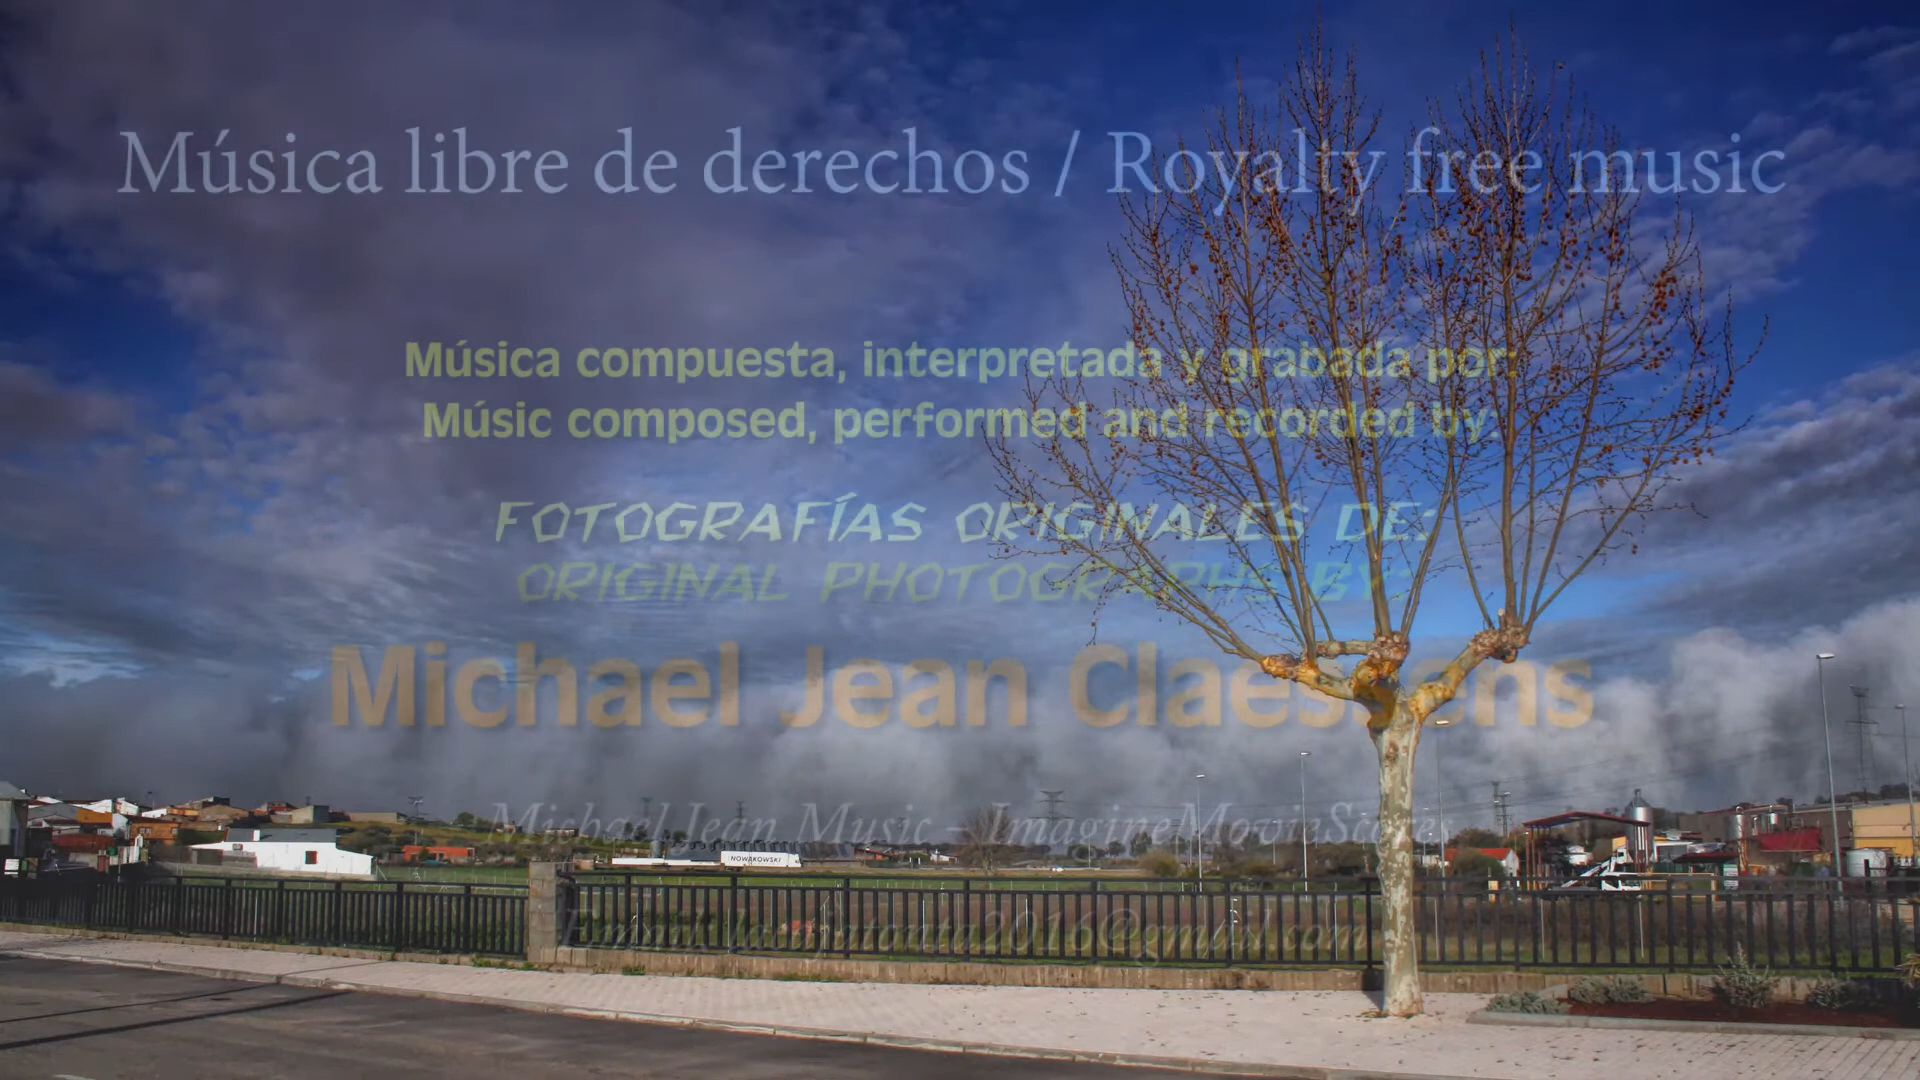 Música libre de derechos / Royalty free music
Música compuesta, interpretada y grabada por:
Músic composed, performed and recorded by:
FOTOGRAFÍAS ORIGINALES DE:
ORIGINAL PHOTOGRAPHS BY:
Michael Jean Claessens
Michael Jean Music - ImagineMovieScores
NOWAKOWSKI